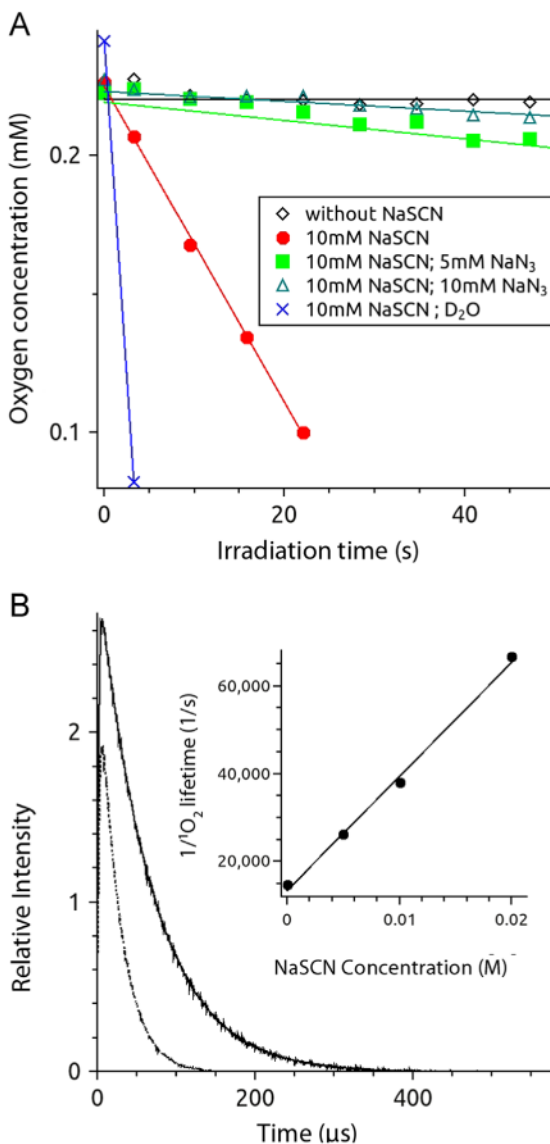 A
Oxygen concentration (mM)
0.2
0.1
without NaSCN
10mM NaSCN
10mM NaSCN; 5mM NaN₃
10mM NaSCN; 10mM NaN₃
10mM NaSCN ; D₂O
0 20 40
Irradiation time (s)
B
Relative Intensity
2
1
0
1/¹O₂ lifetime (1/s)
60,000
40,000
20,000
0 0.01 0.02
NaSCN Concentration (M)
0 200 400
Time (µs)